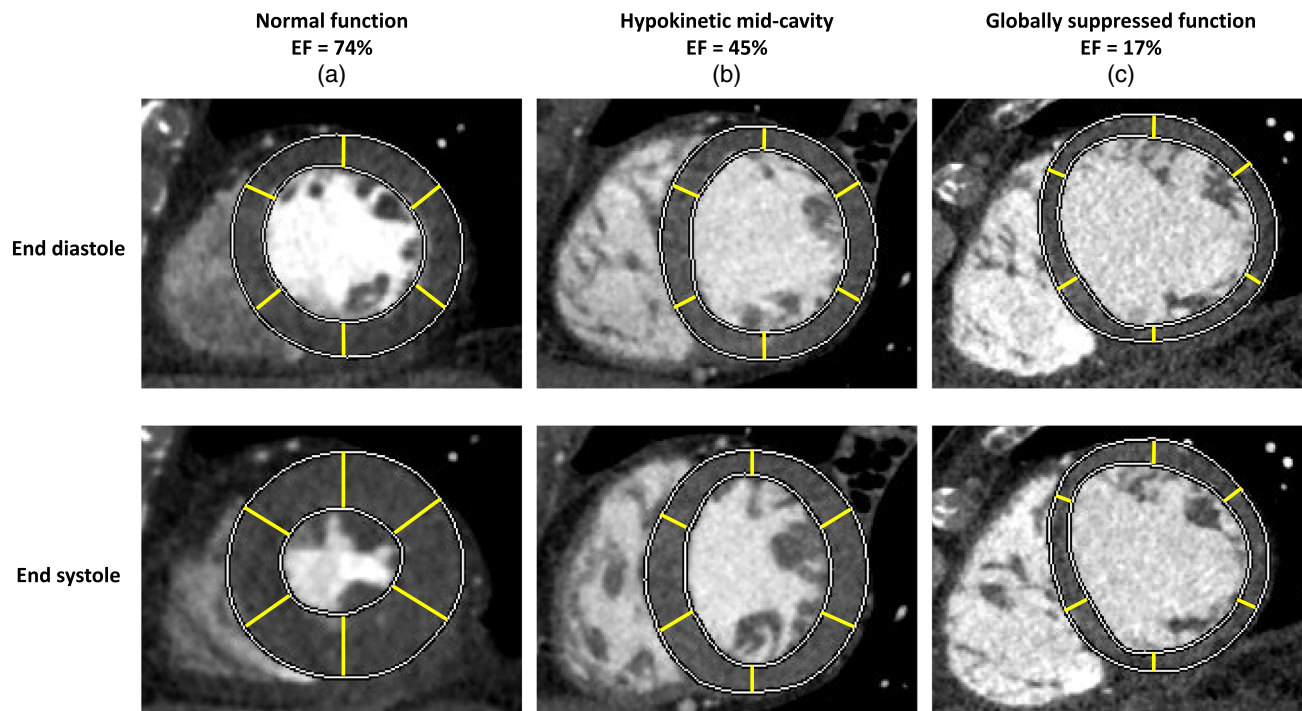 Normal function
EF = 74%
(a)
Hypokinetic mid-cavity
EF = 45%
(b)
Globally suppressed function
EF = 17%
(c)
End diastole
End systole